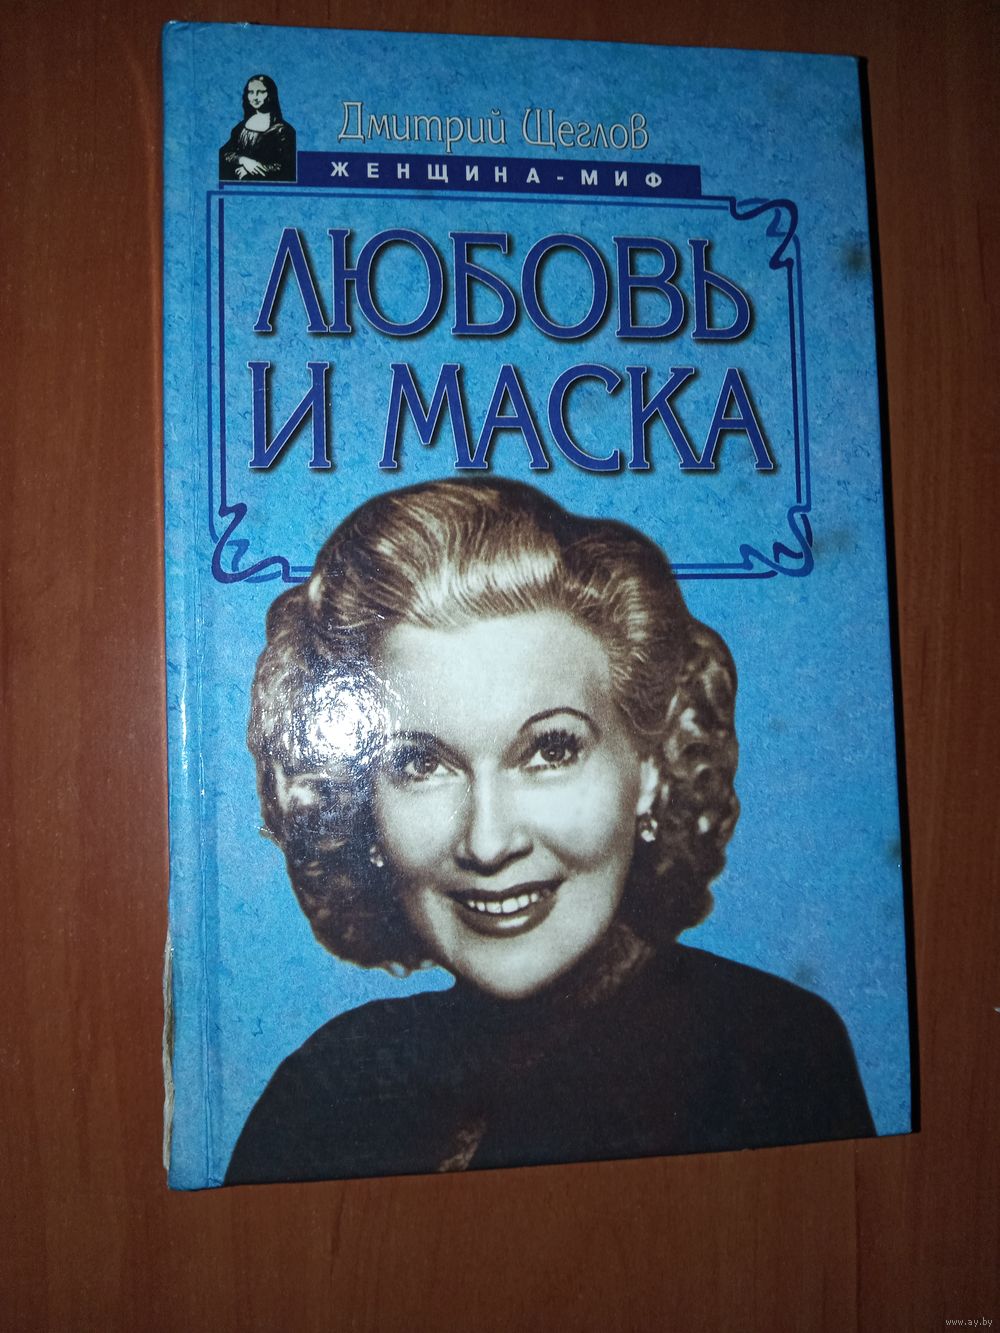 Дмитрий Щеглов
ЖЕНЩИНА-МИФ
ЛЮБОВЬ
И МАСКА
www.ay.by